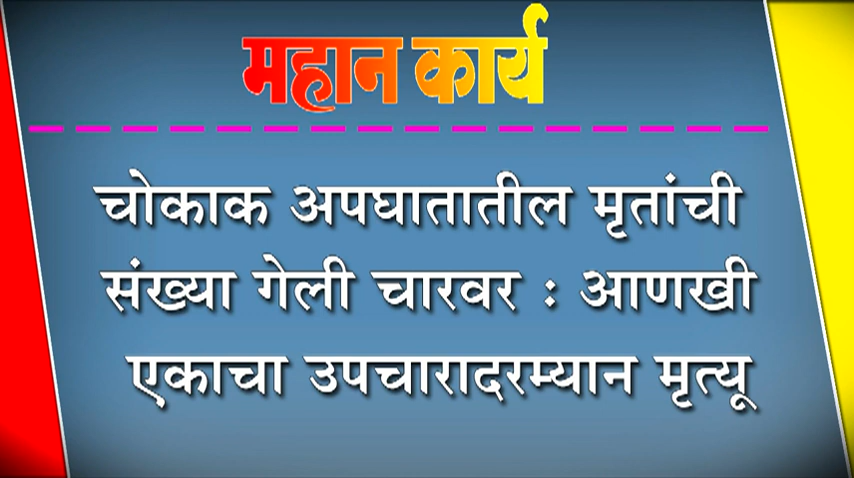 महान कार्य
चोकाक अपघातातील मृतांची
संख्या गेली चारवर : आणखी
एकाचा उपचारादरम्यान मृत्यू